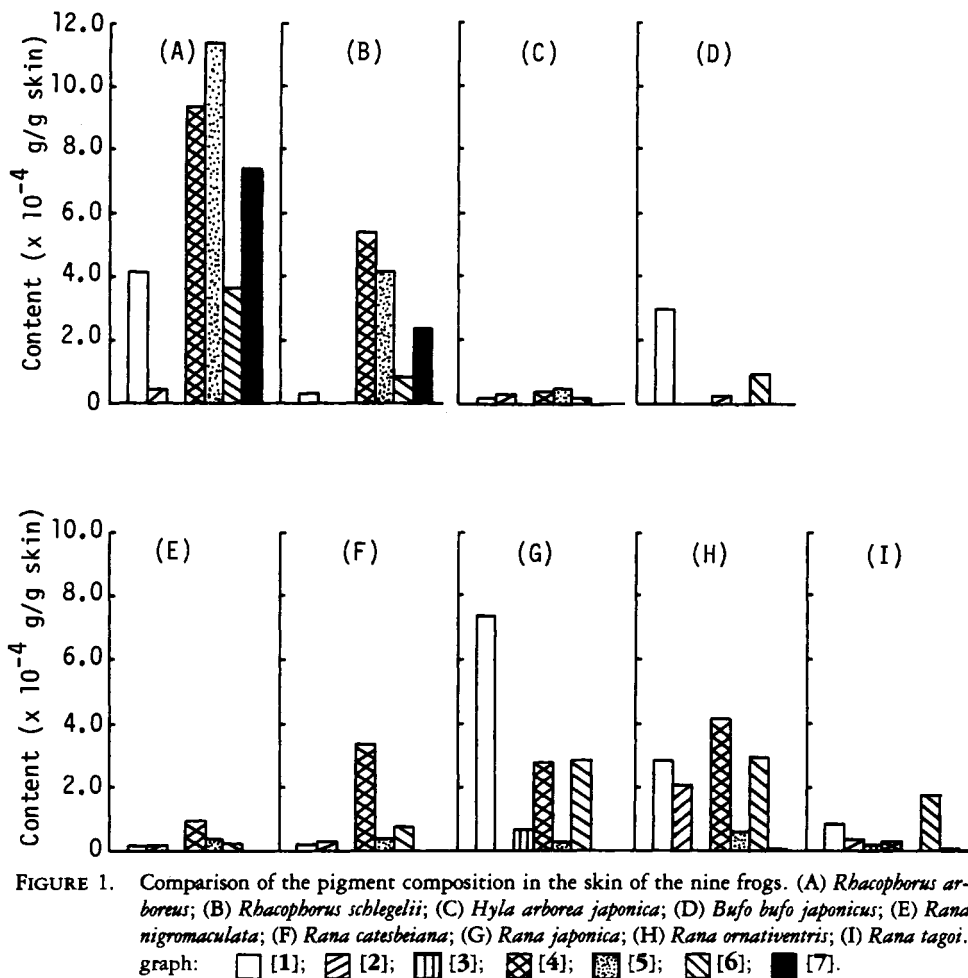 12.0
10.0
8.0
6.0
4.0
2.0
0
Content (x 10⁻⁴ g/g skin)
(A) (B) (C) (D)
10.0
8.0
6.0
4.0
2.0
0
Content (x 10⁻⁴ g/g skin)
(E) (F) (G) (H) (I)
FIGURE 1. Comparison of the pigment composition in the skin of the nine frogs. (A) Rhacophorus ar-
boreus; (B) Rhacophorus schlegelii; (C) Hyla arborea japonica; (D) Bufo bufo japonicus; (E) Rana
nigromaculata; (F) Rana catesbeiana; (G) Rana japonica; (H) Rana ornativentris; (I) Rana tagoi.
graph: [1]; [2]; [3]; [4]; [5]; [6]; [7].